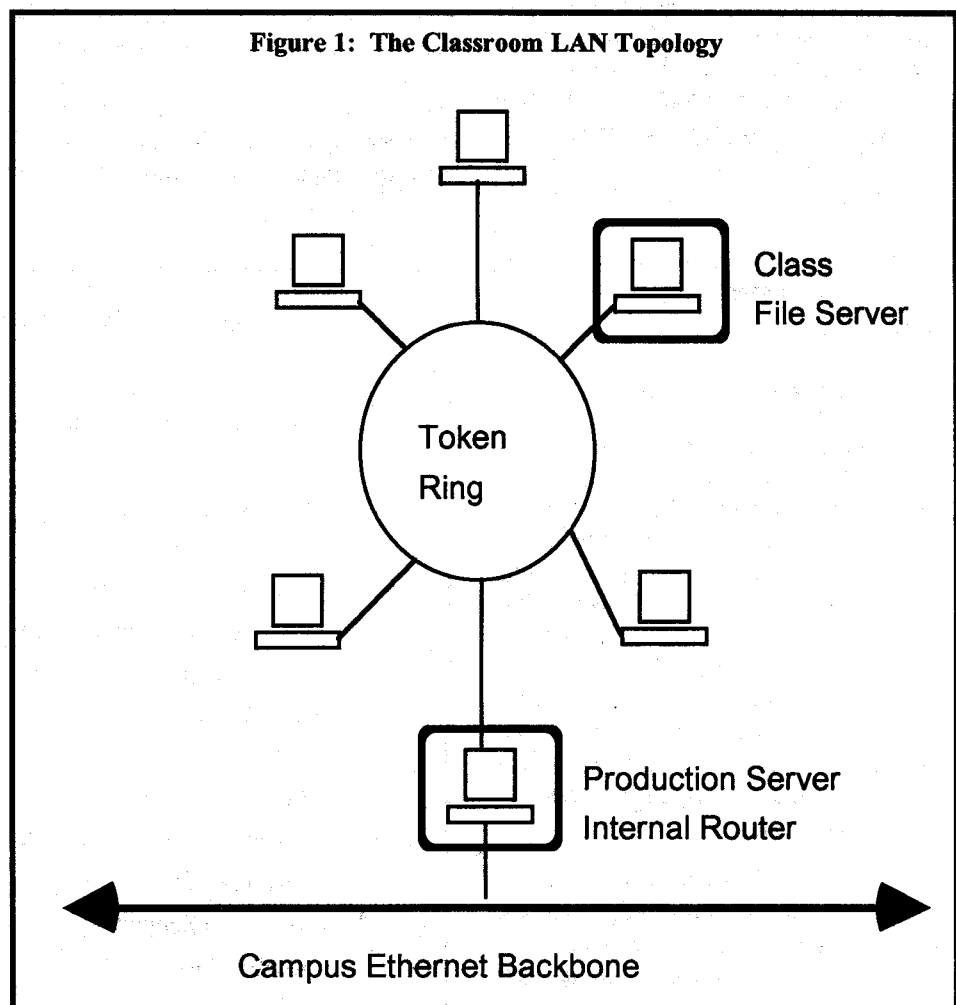 Figure 1: The Classroom LAN Topology
Class
File Server
Token
Ring
Production Server
Internal Router
Campus Ethernet Backbone